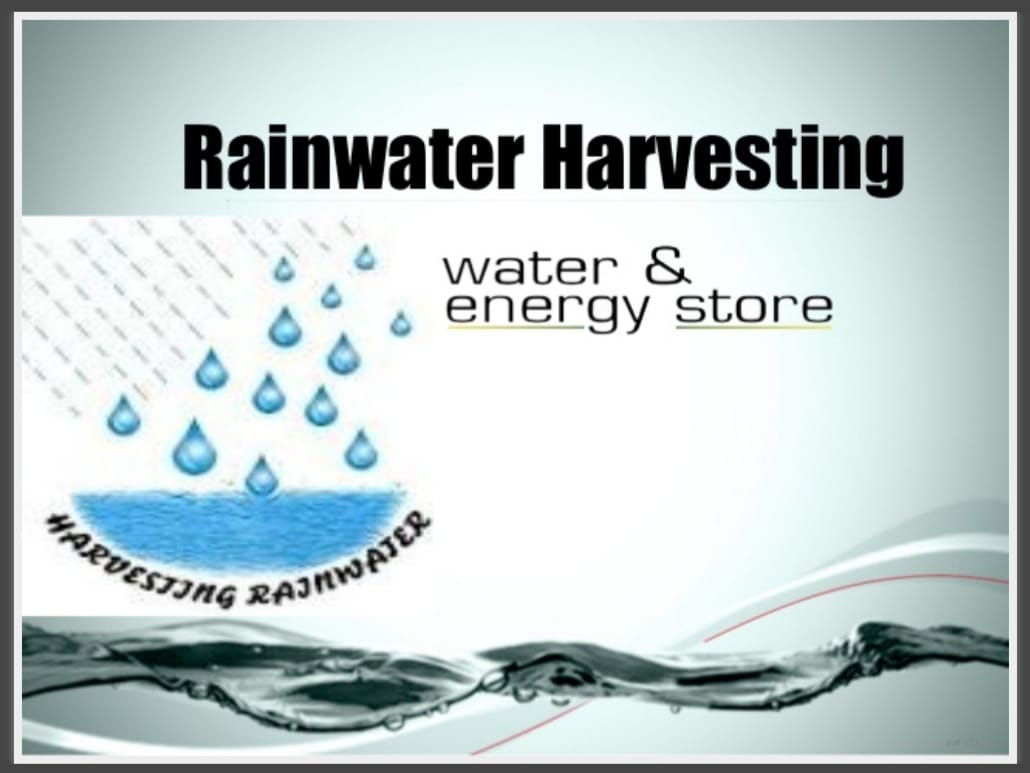 Rainwater Harvesting
water &
energy store
HARVESTING RAINWATER